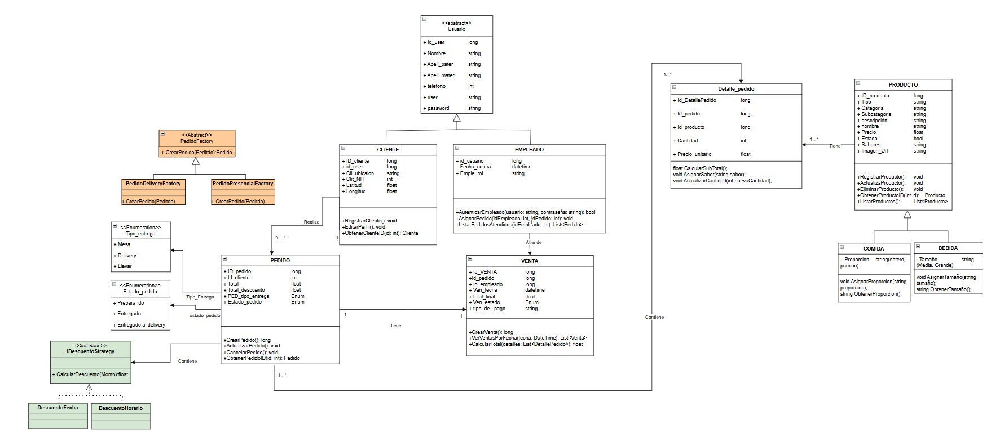 <<abstract>>
Usuario
+ Id_user long
+ Nombre string
+ Apell_pater string
+ Apell_mater string
+ telefono int
+ user string
+ password string
<<Abstract>>
PedidoFactory
+ CrearPedido(Peditdo):Pedido
PedidoDeliveryFactory
+ CrearPedido(Peditdo)
PedidoPresencialFactory
+ CrearPedido(Peditdo)
CLIENTE
+ ID_cliente long
+ id_user long
+ Cli_ubicaion string
+ Clit_NIT int
+ Latitud float
+ Longitud float
+RegistrarCliente(): void
+EditarPerfil(): void
+ObtenerClienteID(id: int): Cliente
EMPLEADO
+ id_usuario long
+ Fecha_contra datetime
+ Emple_rol string
+AutenticarEmpleado(usuario: string, contraseña: string): bool
+AsignarPedido(idEmpleado: int, idPedido: int): void
+ListarPedidosAtendidos(idEmpleado: int): List<Pedido>
1...*
Detalle_pedido
+ Id_DetallePedido long
+ Id_pedido long
+ Id_producto long
+ Cantidad int
+ Precio_unitario float
float CalcularSubTotal();
void AsignarSabor(string sabor);
void ActualizarCantidad(int nuevaCantidad);
1...*
Tiene
PRODUCTO
+ ID_producto long
+ Tipo string
+ Categoria string
+ Subcategoria string
+ descripción string
+ nombre string
+ Precio float
+ Estado bool
+ Sabores string
+ Imagen_Url string
+RegistrarProducto(): void
+ActualizaProducto(): void
+EliminarProducto(): void
+ObtenerProductoID(int id): Producto
+ListarProductos(): List<Producto>
COMIDA
+ Proporcion string(entero,
porcion)
void AsignarProporcion(string
proporcion);
string ObtenerProporcion();
BEBIDA
+Tamaño string
(Media, Grande)
void AsignarTamaño(string
tamaño);
string ObtenerTamaño();
Realiza
0....*
1
Atiende
<<Enumeration>>
Tipo_entrega
+ Mesa
+ Delivery
+ Llevar
<<Enumeration>>
Estado_pedido
+ Preparando
+ Entregado
+ Entregado al delivery
Tipo_Entrega
Estado_pedido
PEDIDO
+ ID_pedido long
+ Id_cliente int
+ Total float
+ Total_descuento float
+ PED_tipo_entrega Enum
+ Estado_pedido Enum
+CrearPedido(): long
+ActualizarPedido(): void
+CancelarPedido(): void
+ObtenerPedidoID(id: int): Pedido
1
tiene
1
VENTA
+ Id_VENTA long
+Id_pedido long
+ Id_empleado long
+ Ven_fecha datetime
+ total_final float
+ Ven_estado Enum
+ tipo_de _pago string
+CrearVenta(): long
+VerVentasPorFecha(fecha: DateTime): List<Venta>
+CalcularTotal(detalles: List<DetallePedido>): float
Contiene
<<Interface>>
IDescuentoStrategy
+ CalcularDescuento(Monto):float
Contiene
1...*
DescuentoFecha
DescuentoHorario